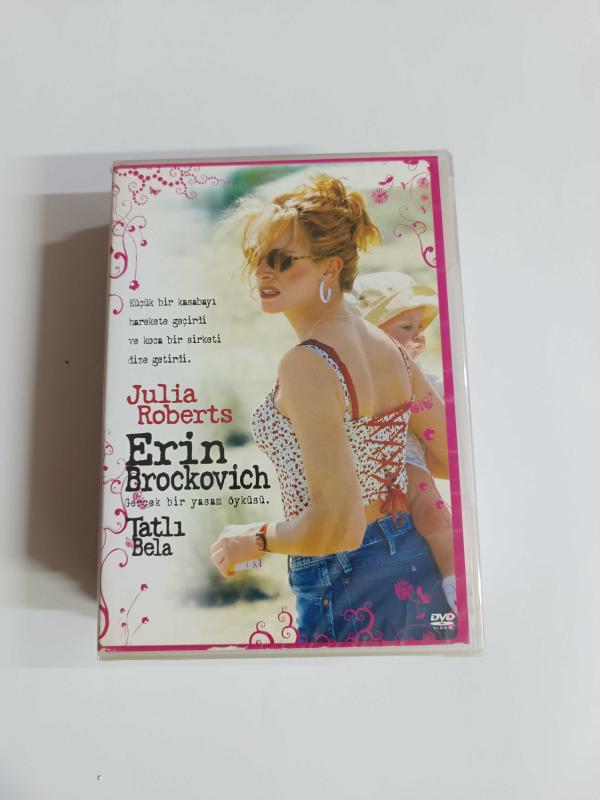 Küçük bir kasabayı
harekete geçirdi
ve koca bir şirketi
dize getirdi.
Julia
Roberts
Erin
Brockovich
Gerçek bir yaşam öyküsü.
Tatlı
Bela
DVD
VIDEO